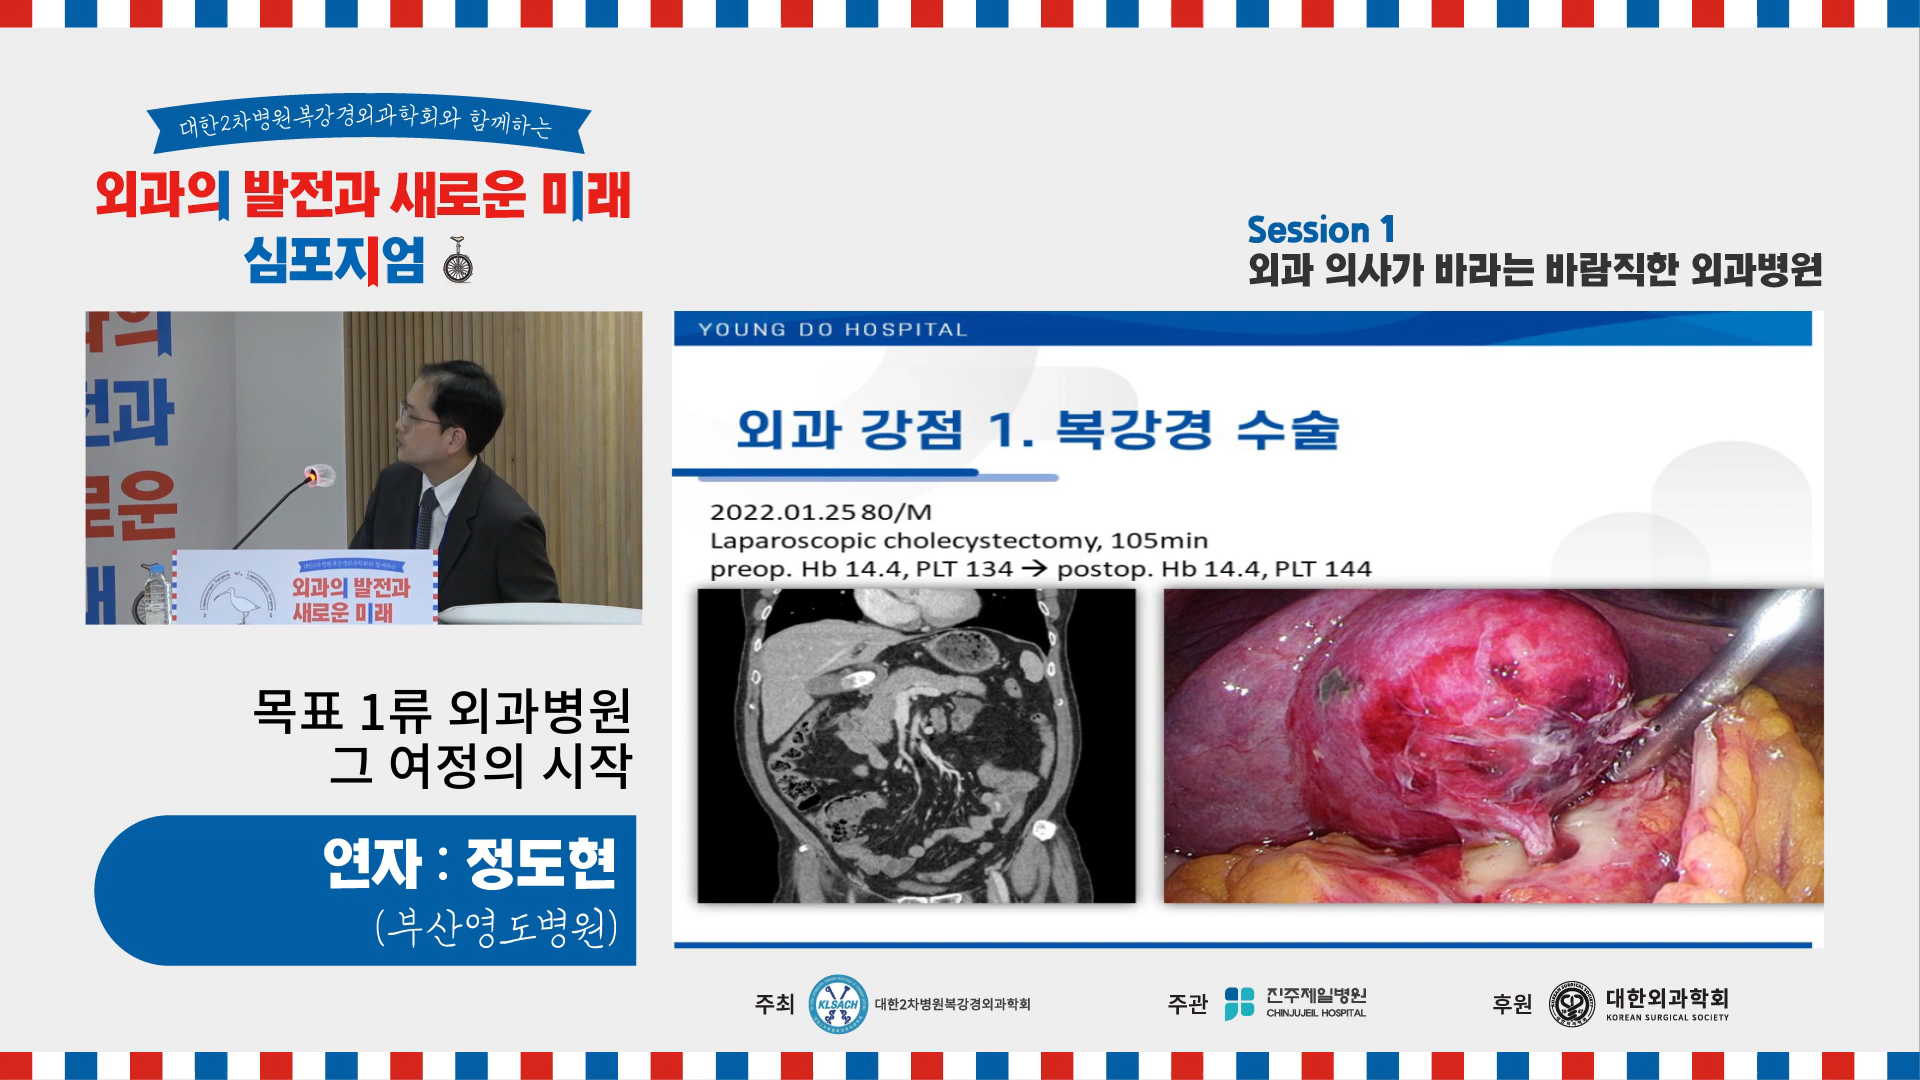 대한2차병원복강경외과학회와 함께하는
외과의 발전과 새로운 미래
심포지엄
Session 1
외과 의사가 바라는 바람직한 외과병원
YOUNG DO HOSPITAL
외과 강점 1. 복강경 수술
2022.01.25 80/M
Laparoscopic cholecystectomy, 105min
preop. Hb 14.4, PLT 134 → postop. Hb 14.4, PLT 144
외과의 발전과
새로운 미래
목표 1류 외과병원
그 여정의 시작
연자 : 정도현
(부산영도병원)
주최
KLSACH
대한2차병원복강경외과학회
주관
진주제일병원
CHINJUJEIL HOSPITAL
후원
대한외과학회
KOREAN SURGICAL SOCIETY